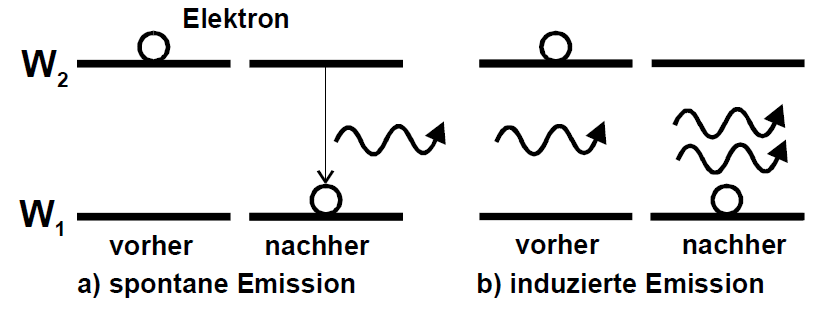 Elektron
W2
W1
vorher nachher vorher nachher
a) spontane Emission b) induzierte Emission